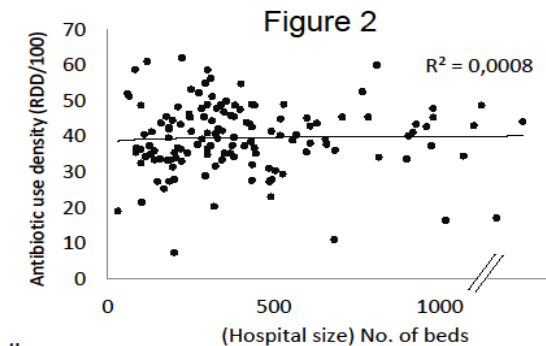 Figure 2
R² = 0,0008
Antibiotic use density (RDD/100)
70
60
50
40
30
20
10
0
0 500 1000
(Hospital size) No. of beds